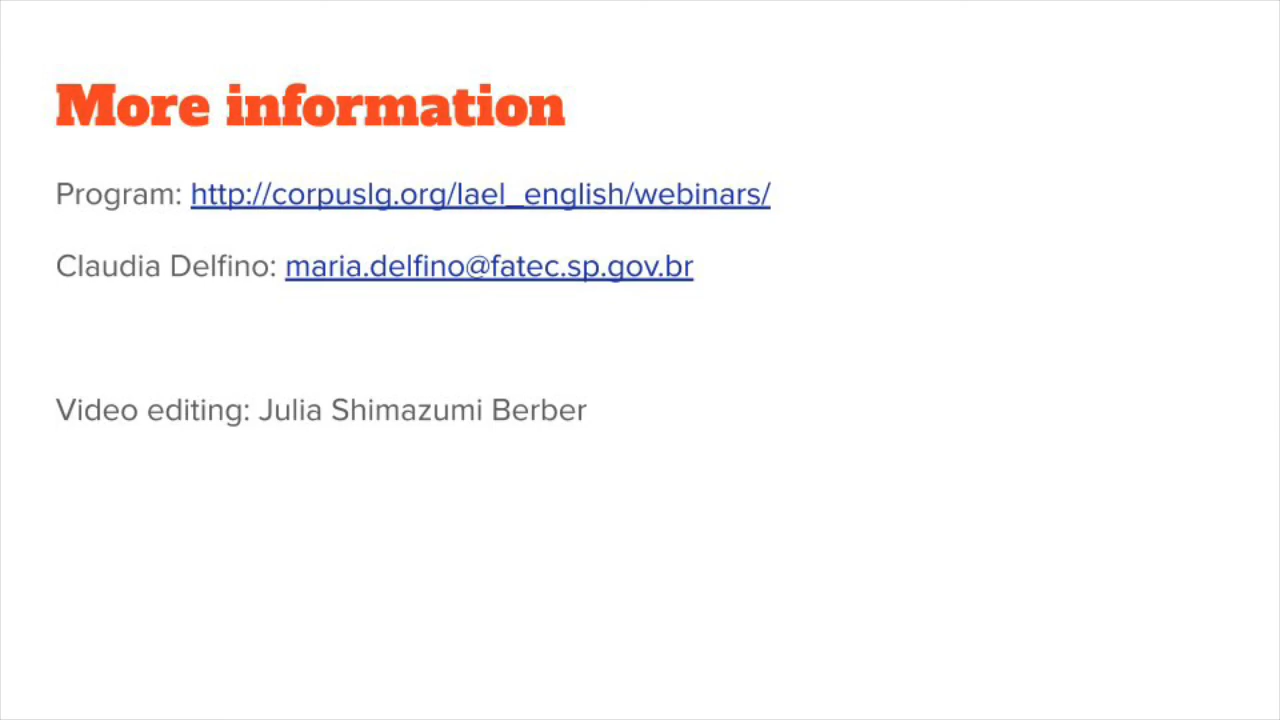 More information
Program: http://corpuslg.org/lael_english/webinars/
Claudia Delfino: maria.delfino@fatec.sp.gov.br
Video editing: Julia Shimazumi Berber